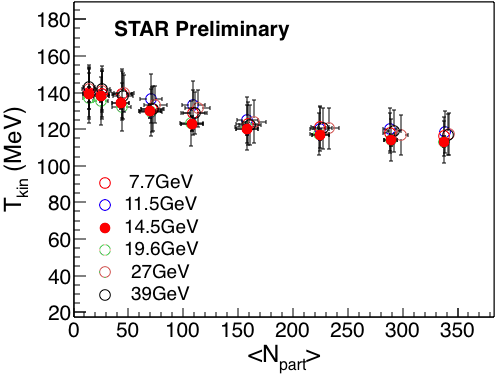 STAR Preliminary
T_kin (MeV)
180
160
140
120
100
80
60
40
20
7.7GeV
11.5GeV
14.5GeV
19.6GeV
27GeV
39GeV
0 50 100 150 200 250 300 350
<N_part>